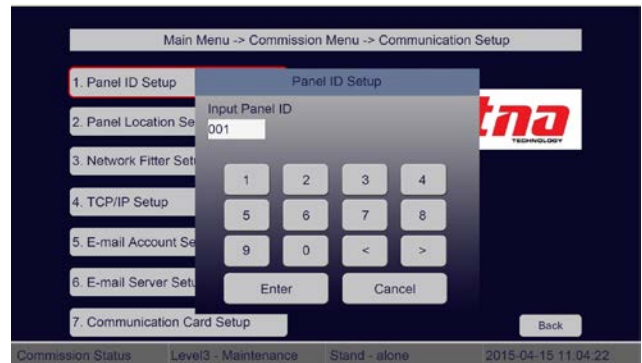 Main Menu -> Commission Menu -> Communication Setup
1. Panel ID Setup
Panel ID Setup
Input Panel ID
001
2. Panel Location Se
3. Network Fitter Setu
4. TCP/IP Setup
5. E-mail Account Se
6. E-mail Server Setu
7. Communication Card Setup
1 2 3 4
5 6 7 8
9 0 < >
Enter Cancel
tna
TECHNOLOGY
Back
Commission Status Level3 - Maintenance Stand - alone 2015-04-15 11:04:22